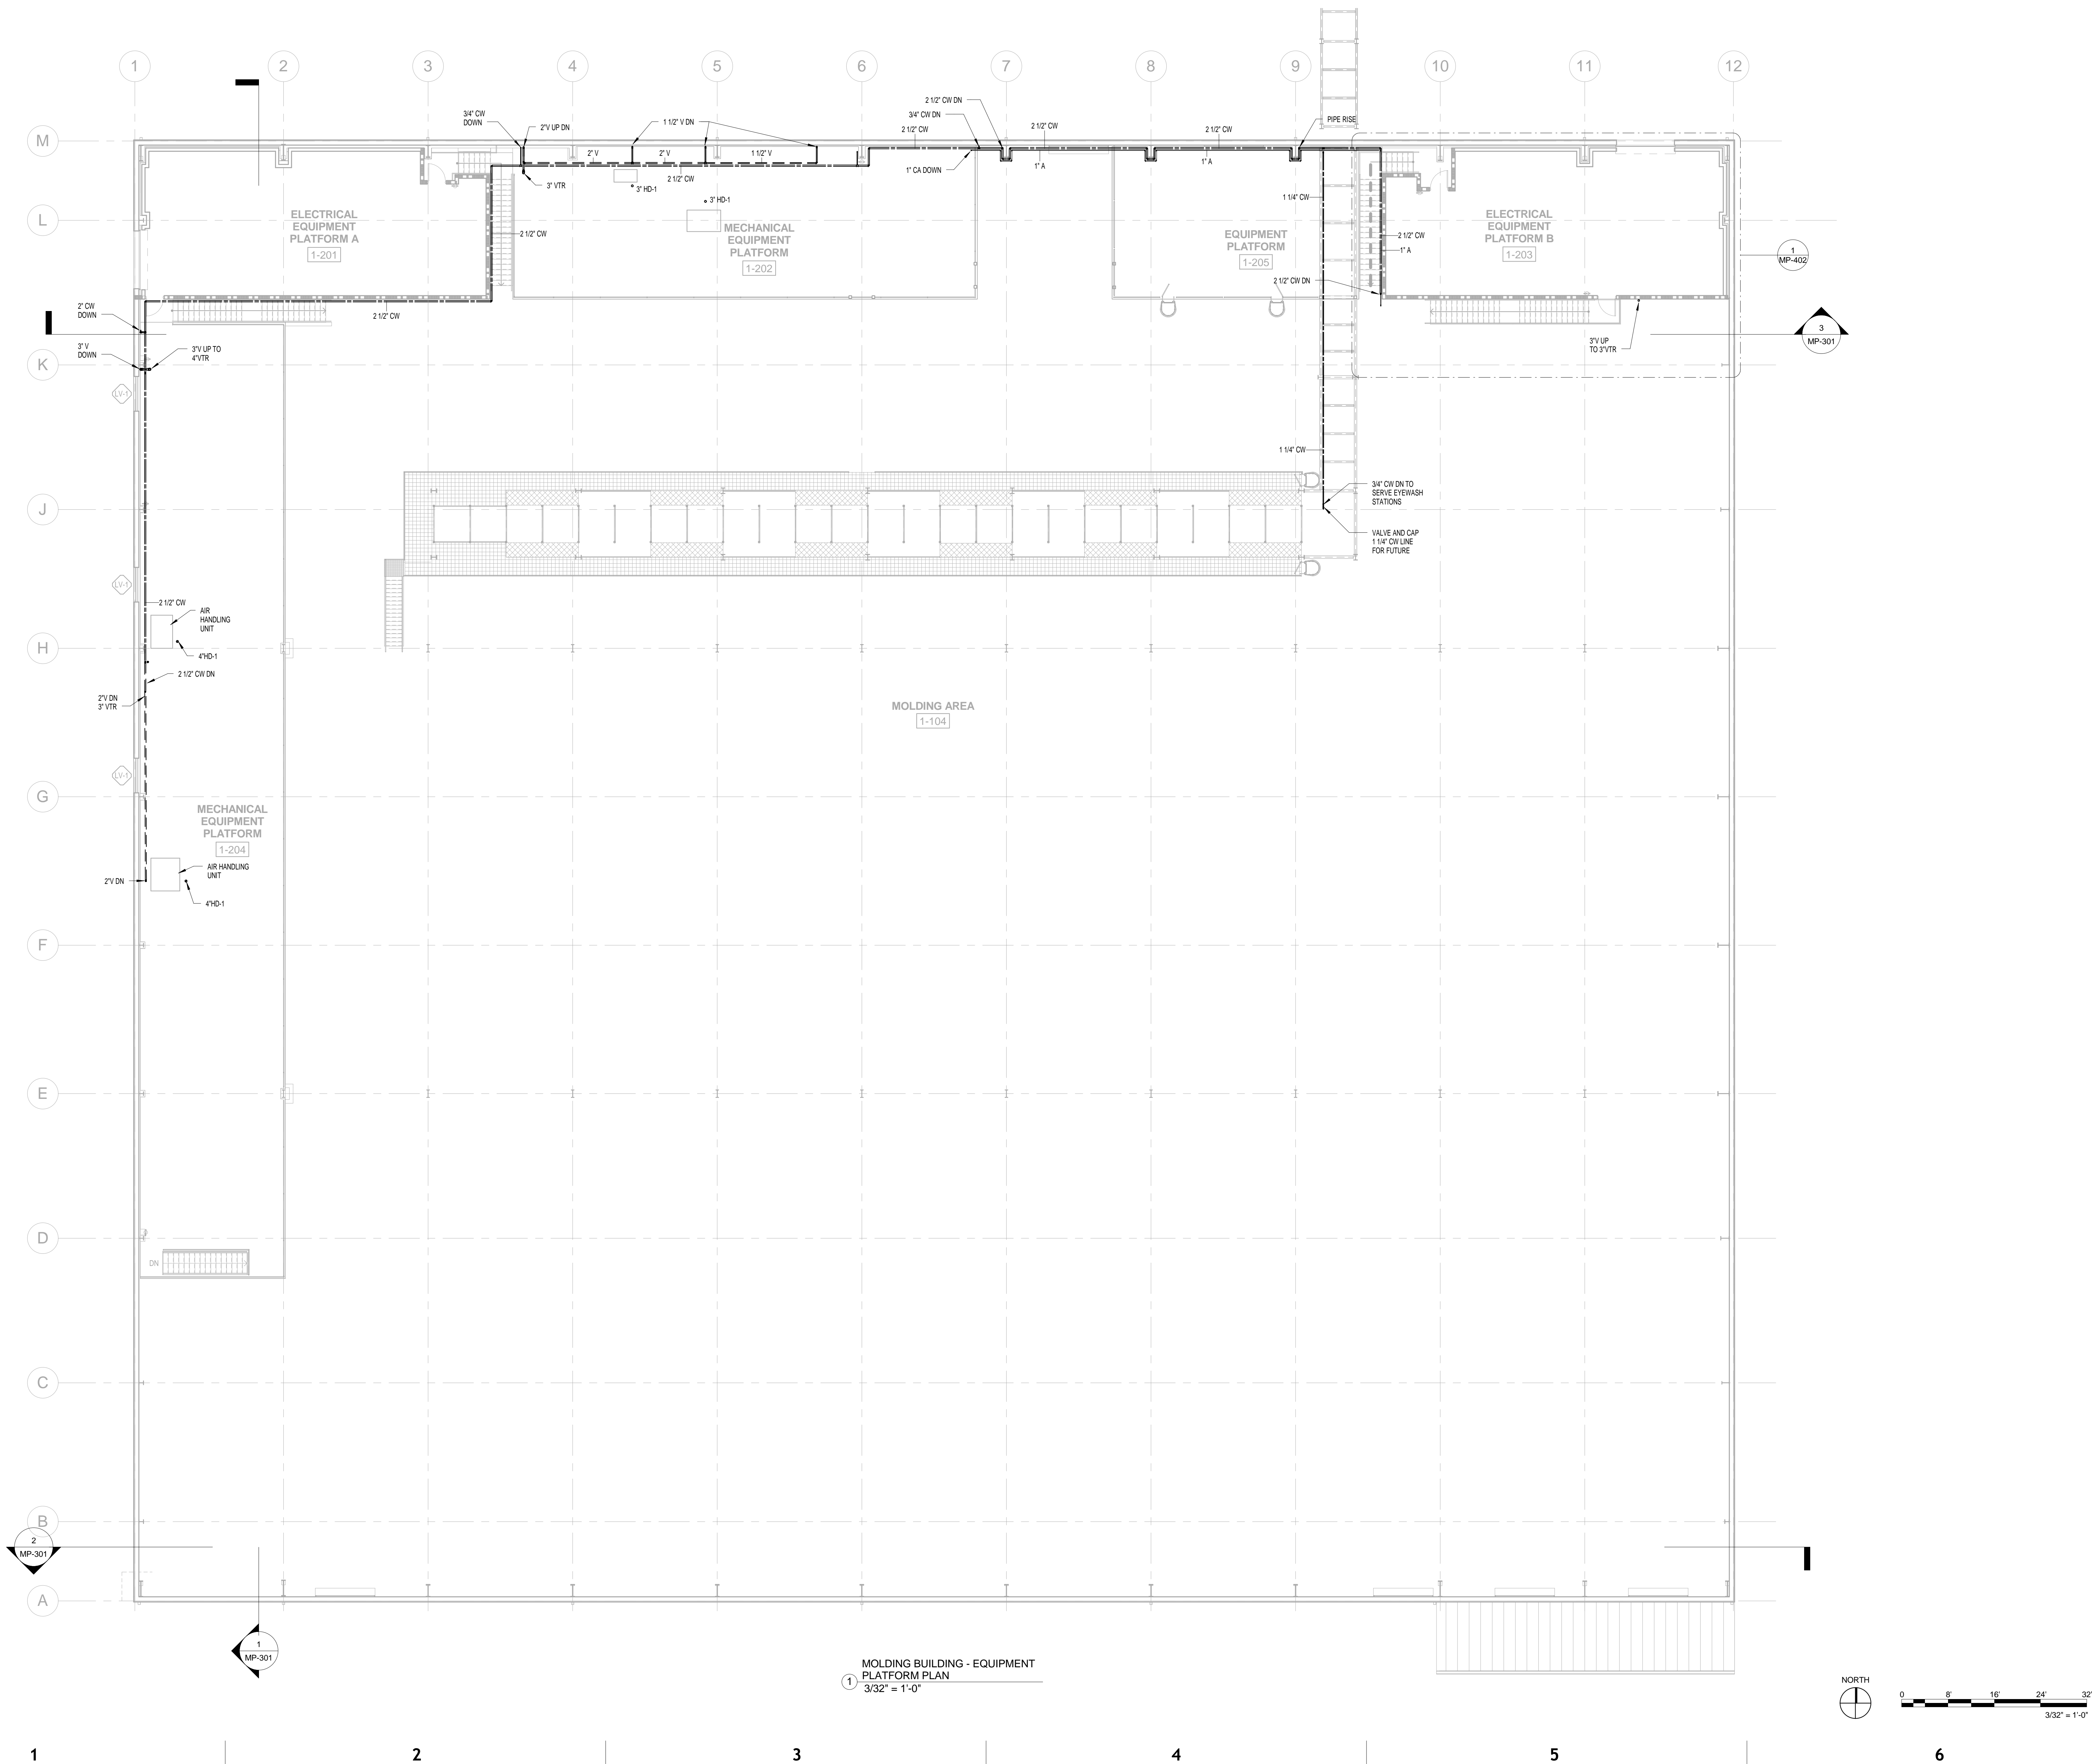 1
2
3
4
5
6
7
8
9
10
11
12
M
L
K
J
H
G
F
E
D
C
B
A
3/4" CW
DOWN
2"V UP DN
1 1/2" V DN
2" V
2" V
1 1/2" V
2 1/2" CW
3" VTR
3" HD-1
3" HD-1
2 1/2" CW
2 1/2" CW DN
3/4" CW DN
1" CA DOWN
2 1/2" CW
1" A
2 1/2" CW
1" A
PIPE RISE
ELECTRICAL
EQUIPMENT
PLATFORM A
1-201
2 1/2" CW
MECHANICAL
EQUIPMENT
PLATFORM
1-202
EQUIPMENT
PLATFORM
1-205
1 1/4" CW
2 1/2" CW
1" A
2 1/2" CW DN
ELECTRICAL
EQUIPMENT
PLATFORM B
1-203
1
MP-402
3
MP-301
3"V UP
TO 3"VTR
2" CW
DOWN
2 1/2" CW
3" V
DOWN
3"V UP TO
4"VTR
LV-1
1 1/4" CW
3/4" CW DN TO
SERVE EYEWASH
STATIONS
VALVE AND CAP
1 1/4" CW LINE
FOR FUTURE
LV-1
2 1/2" CW
AIR
HANDLING
UNIT
4"HD-1
2 1/2" CW DN
2"V DN
3" VTR
MOLDING AREA
1-104
LV-1
MECHANICAL
EQUIPMENT
PLATFORM
1-204
AIR HANDLING
UNIT
2"V DN
4"HD-1
DN
2
MP-301
1
MP-301
MOLDING BUILDING - EQUIPMENT
PLATFORM PLAN
1
3/32" = 1'-0"
NORTH
0 8' 16' 24' 32'
3/32" = 1'-0"
1 2 3 4 5 6